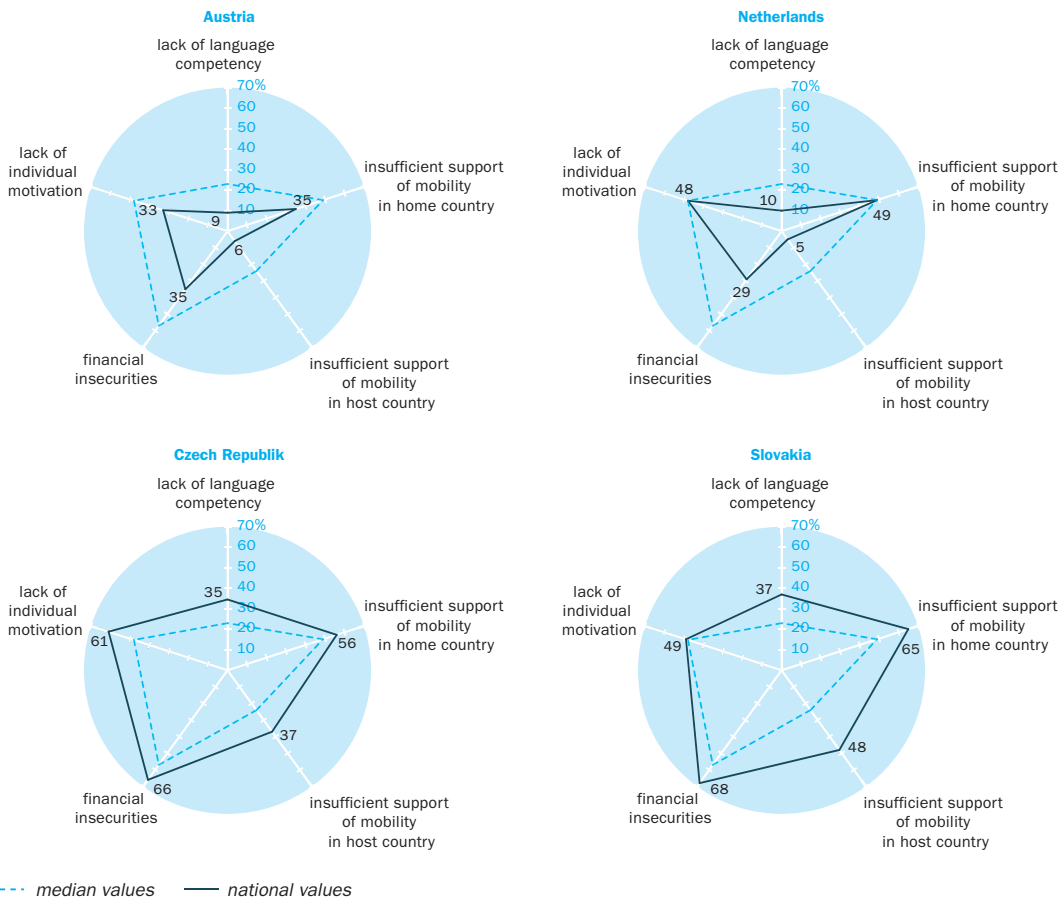 Austria
lack of language
competency
70%
60
50
40
30
20
10
lack of
individual
motivation
insufficient support
of mobility
in home country
33
9
35
6
35
financial
insecurities
insufficient support
of mobility
in host country
Netherlands
lack of language
competency
70%
60
50
40
30
20
10
lack of
individual
motivation
insufficient support
of mobility
in home country
48
10
49
5
29
financial
insecurities
insufficient support
of mobility
in host country
Czech Republik
lack of language
competency
70%
60
50
40
30
20
10
lack of
individual
motivation
insufficient support
of mobility
in home country
35
61
56
37
66
financial
insecurities
insufficient support
of mobility
in host country
Slovakia
lack of language
competency
70%
60
50
40
30
20
10
lack of
individual
motivation
insufficient support
of mobility
in home country
37
49
65
48
68
financial
insecurities
insufficient support
of mobility
in host country
median values
national values